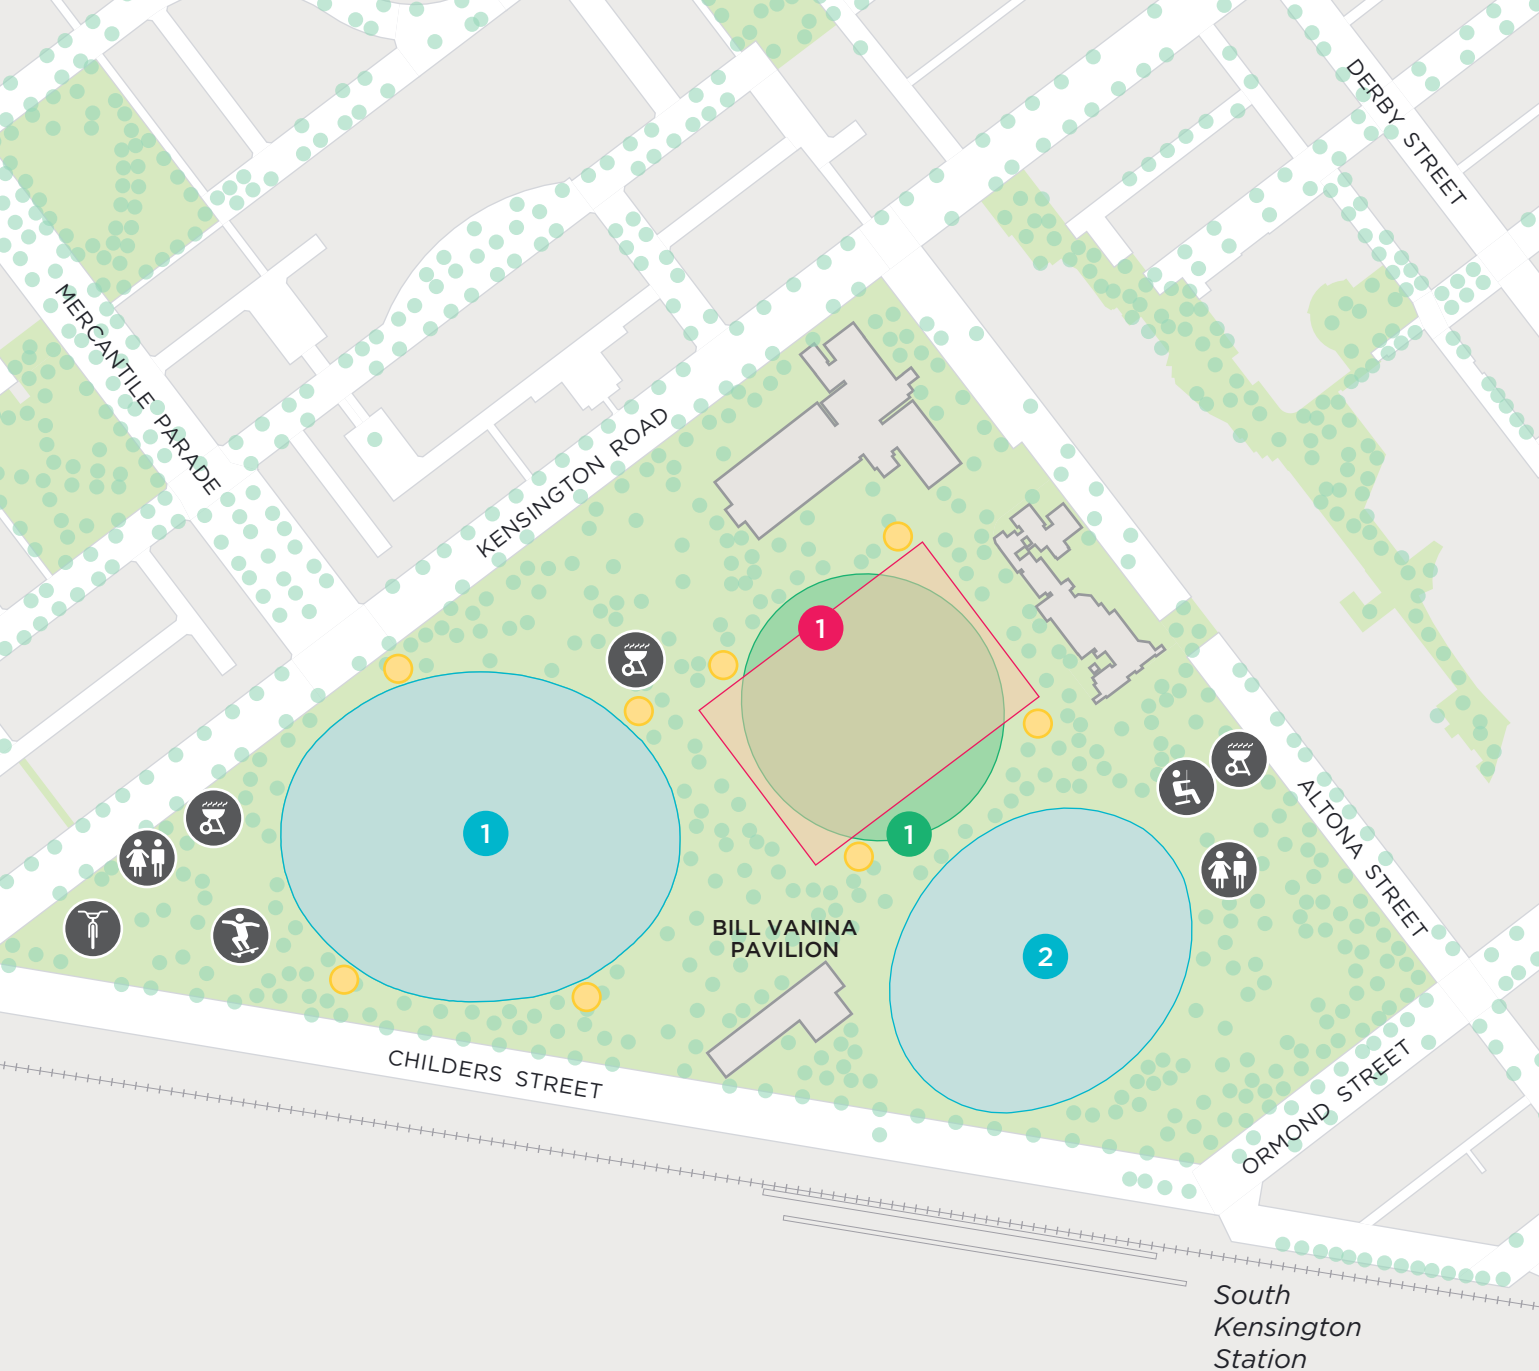 DERBY STREET
MERCANTILE PARADE
KENSINGTON ROAD
1
1
1
ALTONA STREET
BILL VANINA
PAVILION
2
CHILDERS STREET
ORMOND STREET
South
Kensington
Station